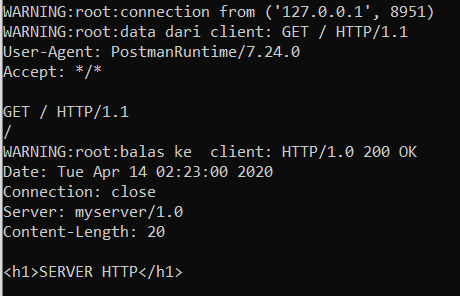 WARNING:root:connection from ('127.0.0.1', 8951)
WARNING:root:data dari client: GET / HTTP/1.1
User-Agent: PostmanRuntime/7.24.0
Accept: */*
GET / HTTP/1.1
/
WARNING:root:balas ke  client: HTTP/1.0 200 OK
Date: Tue Apr 14 02:23:00 2020
Connection: close
Server: myserver/1.0
Content-Length: 20
<h1>SERVER HTTP</h1>